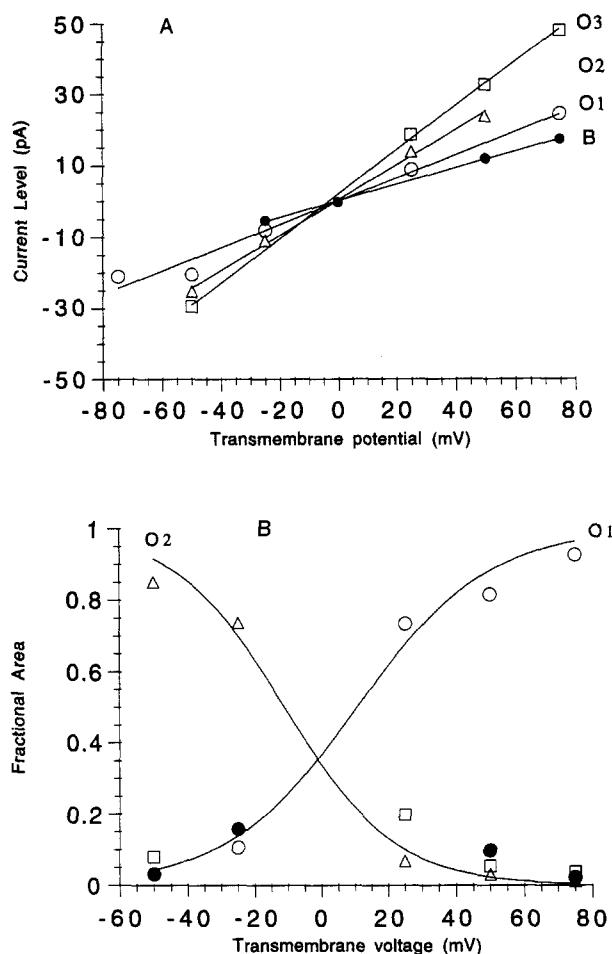 A
50
30
10
-10
-30
-50
Current Level (pA)
O3
O2
O1
B
-80 -60 -40 -20 0 20 40 60 80
Transmembrane potential (mV)
B
O2
O1
1
0.8
0.6
0.4
0.2
0
Fractional Area
-60 -40 -20 0 20 40 60 80
Transmembrane voltage (mV)